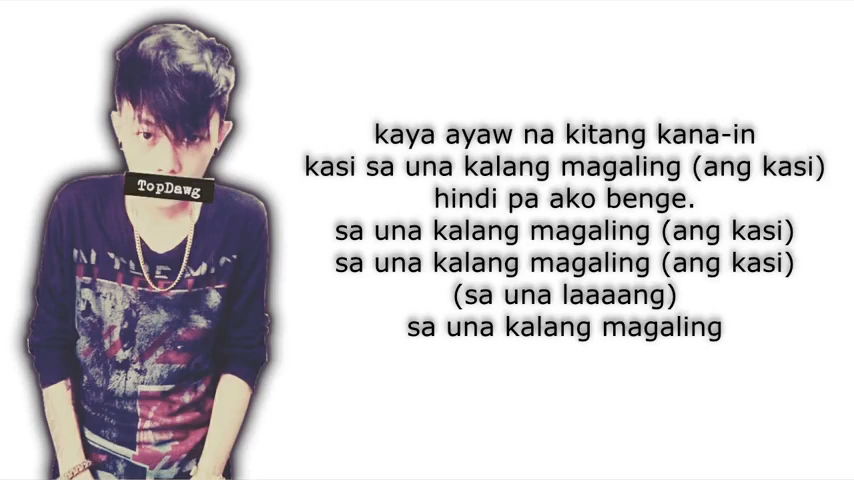 TopDawg
kaya ayaw na kitang kana-in
kasi sa una kalang magaling (ang kasi)
hindi pa ako benge.
sa una kalang magaling (ang kasi)
sa una kalang magaling (ang kasi)
(sa una laaaang)
sa una kalang magaling